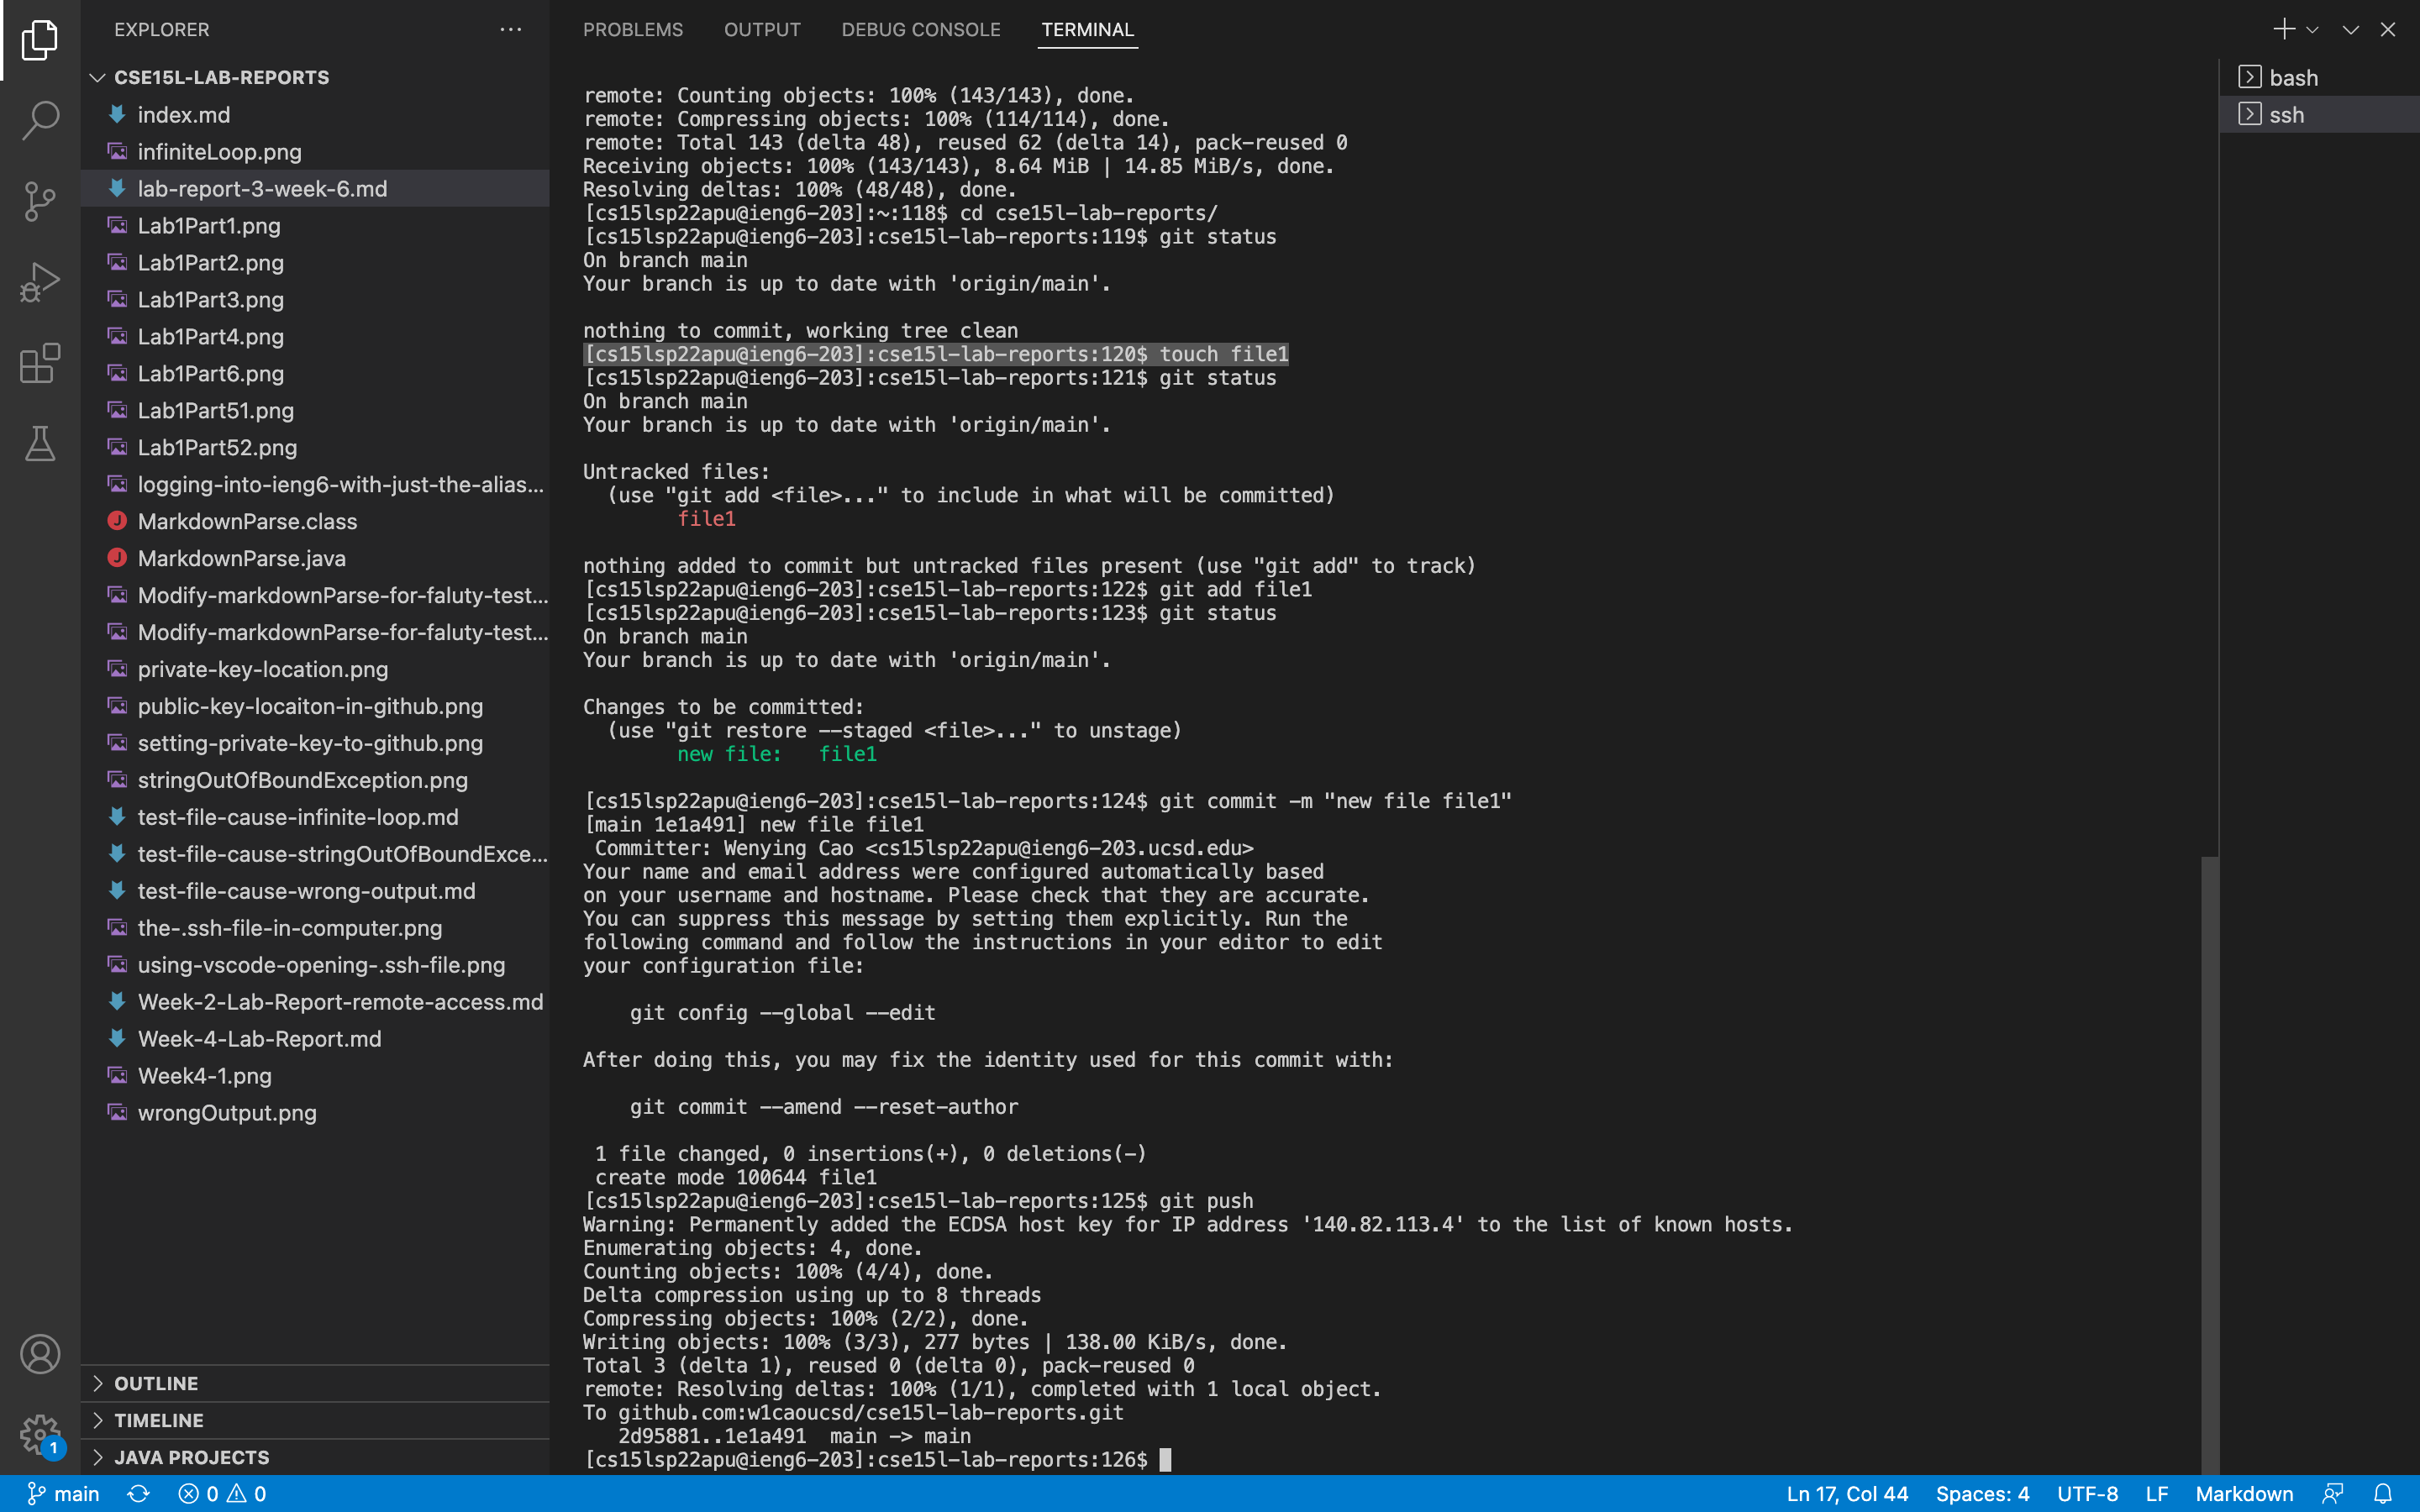 EXPLORER
CSE15L-LAB-REPORTS
index.md
infiniteLoop.png
lab-report-3-week-6.md
Lab1Part1.png
Lab1Part2.png
Lab1Part3.png
Lab1Part4.png
Lab1Part6.png
Lab1Part51.png
Lab1Part52.png
logging-into-ieng6-with-just-the-alias...
J MarkdownParse.class
J MarkdownParse.java
Modify-markdownParse-for-faluty-test...
Modify-markdownParse-for-faluty-test...
private-key-location.png
public-key-locaiton-in-github.png
setting-private-key-to-github.png
stringOutOfBoundException.png
test-file-cause-infinite-loop.md
test-file-cause-stringOutOfBoundExce...
test-file-cause-wrong-output.md
the-.ssh-file-in-computer.png
using-vscode-opening-.ssh-file.png
Week-2-Lab-Report-remote-access.md
Week-4-Lab-Report.md
Week4-1.png
wrongOutput.png
OUTLINE
TIMELINE
JAVA PROJECTS
1
PROBLEMS OUTPUT DEBUG CONSOLE TERMINAL
remote: Counting objects: 100% (143/143), done.
remote: Compressing objects: 100% (114/114), done.
remote: Total 143 (delta 48), reused 62 (delta 14), pack-reused 0
Receiving objects: 100% (143/143), 8.64 MiB | 14.85 MiB/s, done.
Resolving deltas: 100% (48/48), done.
[cs15lsp22apu@ieng6-203]:~:118$ cd cse15l-lab-reports/
[cs15lsp22apu@ieng6-203]:cse15l-lab-reports:119$ git status
On branch main
Your branch is up to date with 'origin/main'.
nothing to commit, working tree clean
[cs15lsp22apu@ieng6-203]:cse15l-lab-reports:120$ touch file1
[cs15lsp22apu@ieng6-203]:cse15l-lab-reports:121$ git status
On branch main
Your branch is up to date with 'origin/main'.
Untracked files:
(use "git add <file>..." to include in what will be committed)
file1
nothing added to commit but untracked files present (use "git add" to track)
[cs15lsp22apu@ieng6-203]:cse15l-lab-reports:122$ git add file1
[cs15lsp22apu@ieng6-203]:cse15l-lab-reports:123$ git status
On branch main
Your branch is up to date with 'origin/main'.
Changes to be committed:
(use "git restore --staged <file>..." to unstage)
new file: file1
[cs15lsp22apu@ieng6-203]:cse15l-lab-reports:124$ git commit -m "new file file1"
[main 1e1a491] new file file1
Committer: Wenying Cao <cs15lsp22apu@ieng6-203.ucsd.edu>
Your name and email address were configured automatically based
on your username and hostname. Please check that they are accurate.
You can suppress this message by setting them explicitly. Run the
following command and follow the instructions in your editor to edit
your configuration file:
git config --global --edit
After doing this, you may fix the identity used for this commit with:
git commit --amend --reset-author
1 file changed, 0 insertions(+), 0 deletions(-)
create mode 100644 file1
[cs15lsp22apu@ieng6-203]:cse15l-lab-reports:125$ git push
Warning: Permanently added the ECDSA host key for IP address '140.82.113.4' to the list of known hosts.
Enumerating objects: 4, done.
Counting objects: 100% (4/4), done.
Delta compression using up to 8 threads
Compressing objects: 100% (2/2), done.
Writing objects: 100% (3/3), 277 bytes | 138.00 KiB/s, done.
Total 3 (delta 1), reused 0 (delta 0), pack-reused 0
remote: Resolving deltas: 100% (1/1), completed with 1 local object.
To github.com:w1caoucsd/cse15l-lab-reports.git
2d95881..1e1a491 main -> main
[cs15lsp22apu@ieng6-203]:cse15l-lab-reports:126$
bash
ssh
main 0 0 Ln 17, Col 44 Spaces: 4 UTF-8 LF Markdown